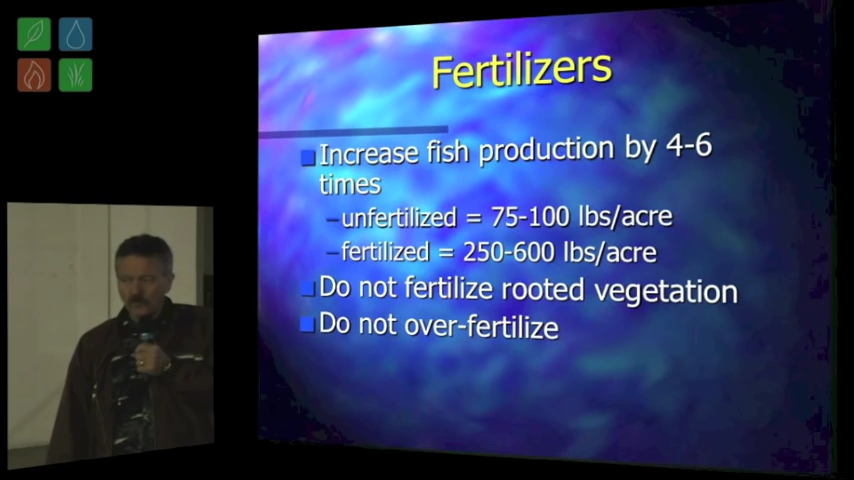 Fertilizers
Increase fish production by 4-6
times
–unfertilized = 75-100 lbs/acre
–fertilized = 250-600 lbs/acre
Do not fertilize rooted vegetation
Do not over-fertilize